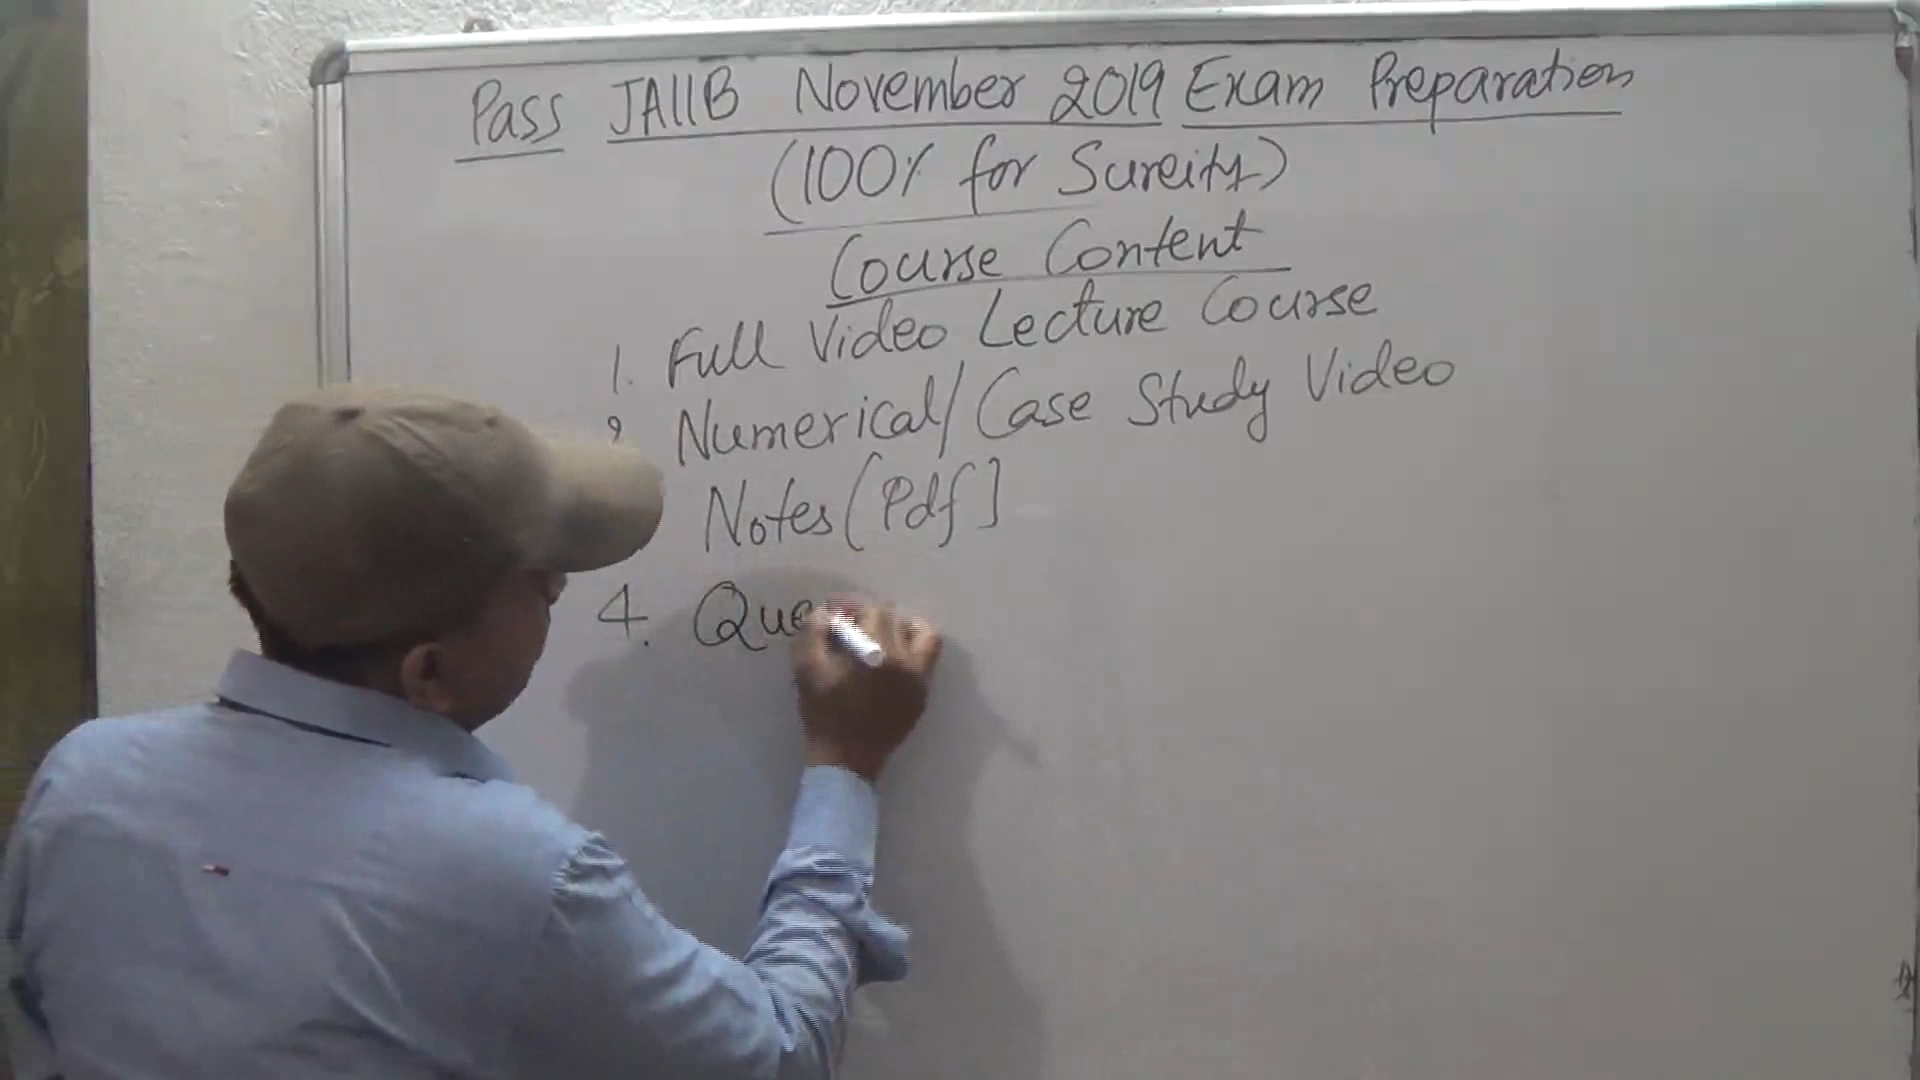 Pass JAIIB November 2019 Exam Preparation
(100% for Sureity)
Course Content
1. Full Video Lecture Course
2 Numerical/Case Study Video
Notes (Pdf]
4. Que